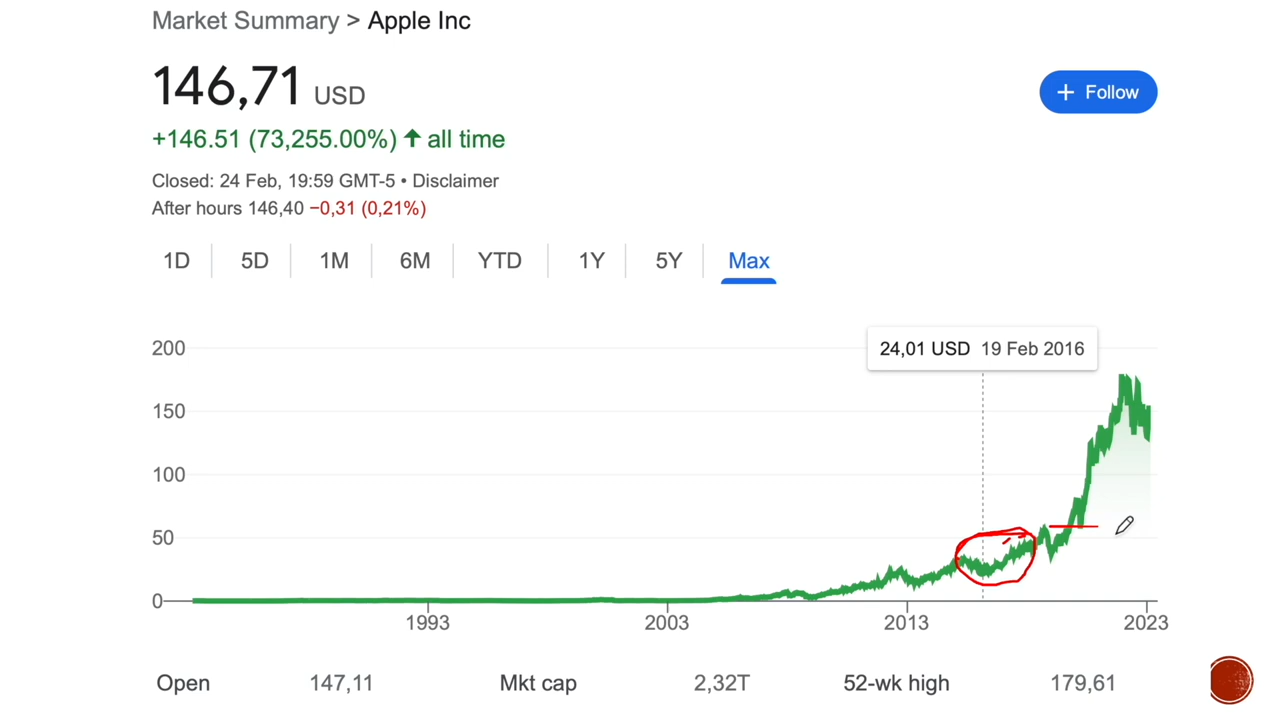 Market Summary > Apple Inc
146,71 USD
+ Follow
+146.51 (73,255.00%) ↑ all time
Closed: 24 Feb, 19:59 GMT-5 • Disclaimer
After hours 146,40 −0,31 (0,21%)
1D 5D 1M 6M YTD 1Y 5Y Max
24,01 USD 19 Feb 2016
200
150
100
50
0
1993 2003 2013 2023
Open 147,11 Mkt cap 2,32T 52-wk high 179,61